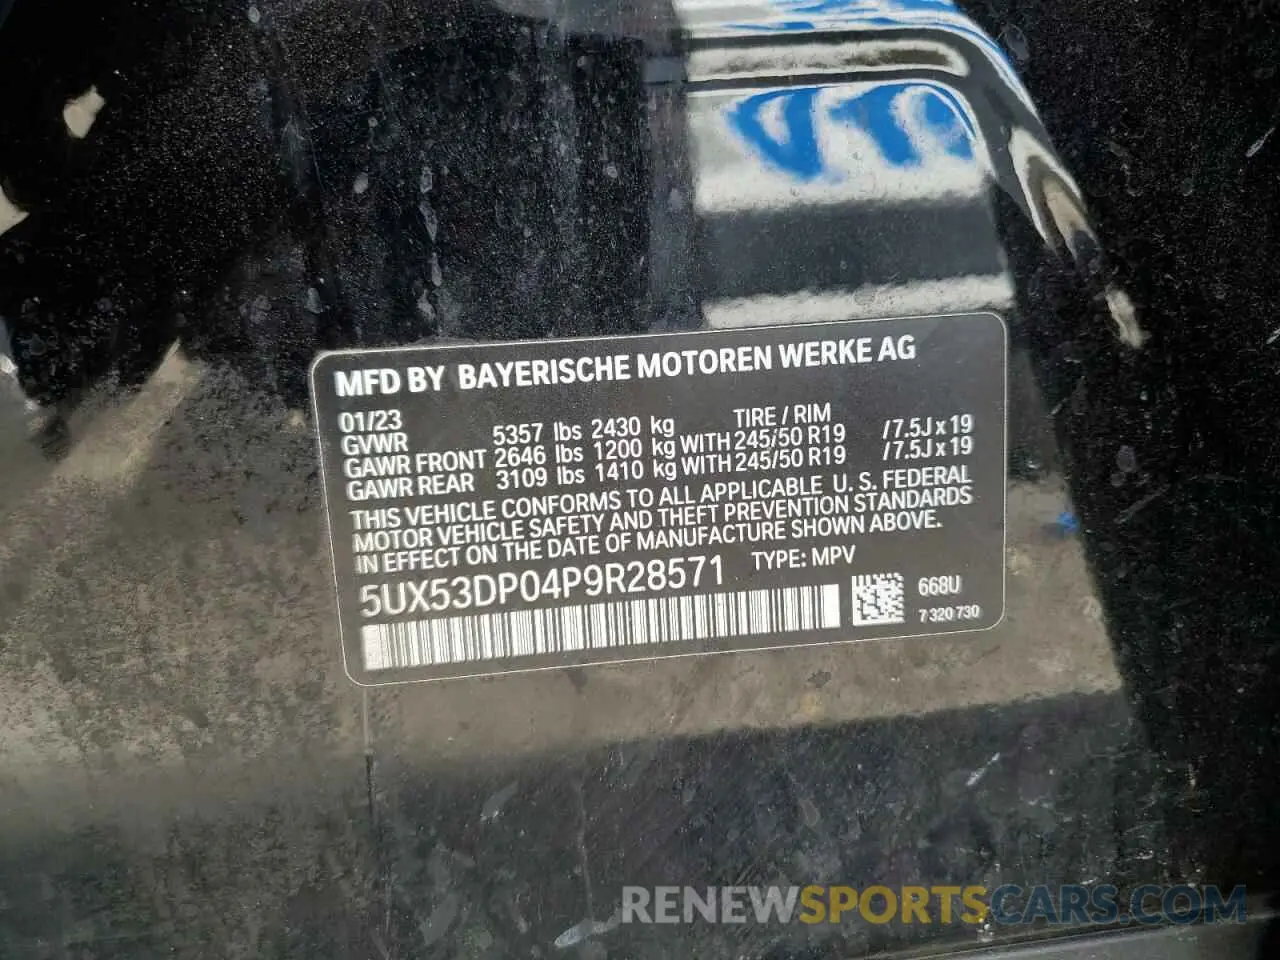 MFD BY BAYERISCHE MOTOREN WERKE AG
01/23 TIRE / RIM
GVWR 5357 lbs 2430 kg
GAWR FRONT 2646 lbs 1200 kg WITH 245/50 R19 /7.5J x 19
GAWR REAR 3109 lbs 1410 kg WITH 245/50 R19 /7.5J x 19
THIS VEHICLE CONFORMS TO ALL APPLICABLE U. S. FEDERAL
MOTOR VEHICLE SAFETY AND THEFT PREVENTION STANDARDS
IN EFFECT ON THE DATE OF MANUFACTURE SHOWN ABOVE.
5UX53DP04P9R28571 TYPE: MPV
668U
7 320 730
RENEWSPORTSCARS.COM